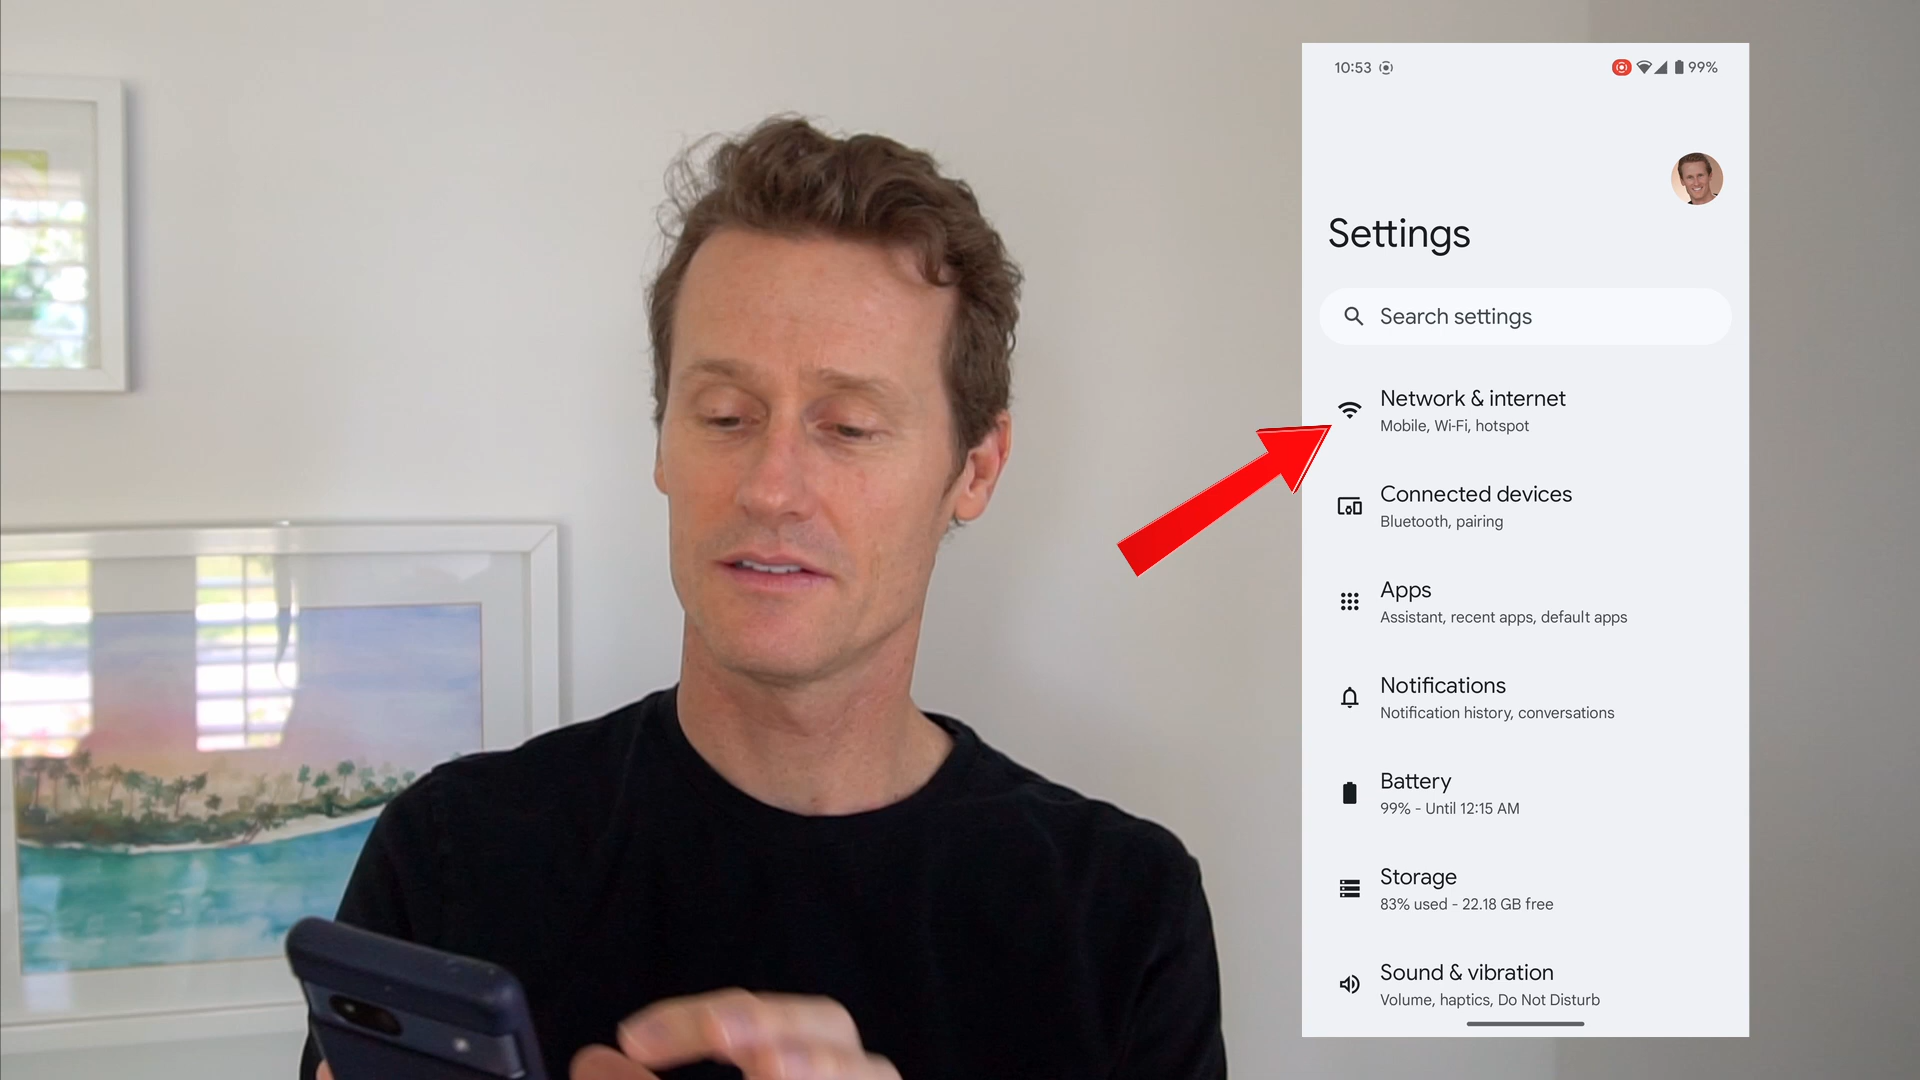 10:53
99%
Settings
Search settings
Network & internet
Mobile, Wi-Fi, hotspot
Connected devices
Bluetooth, pairing
Apps
Assistant, recent apps, default apps
Notifications
Notification history, conversations
Battery
99% - Until 12:15 AM
Storage
83% used - 22.18 GB free
Sound & vibration
Volume, haptics, Do Not Disturb